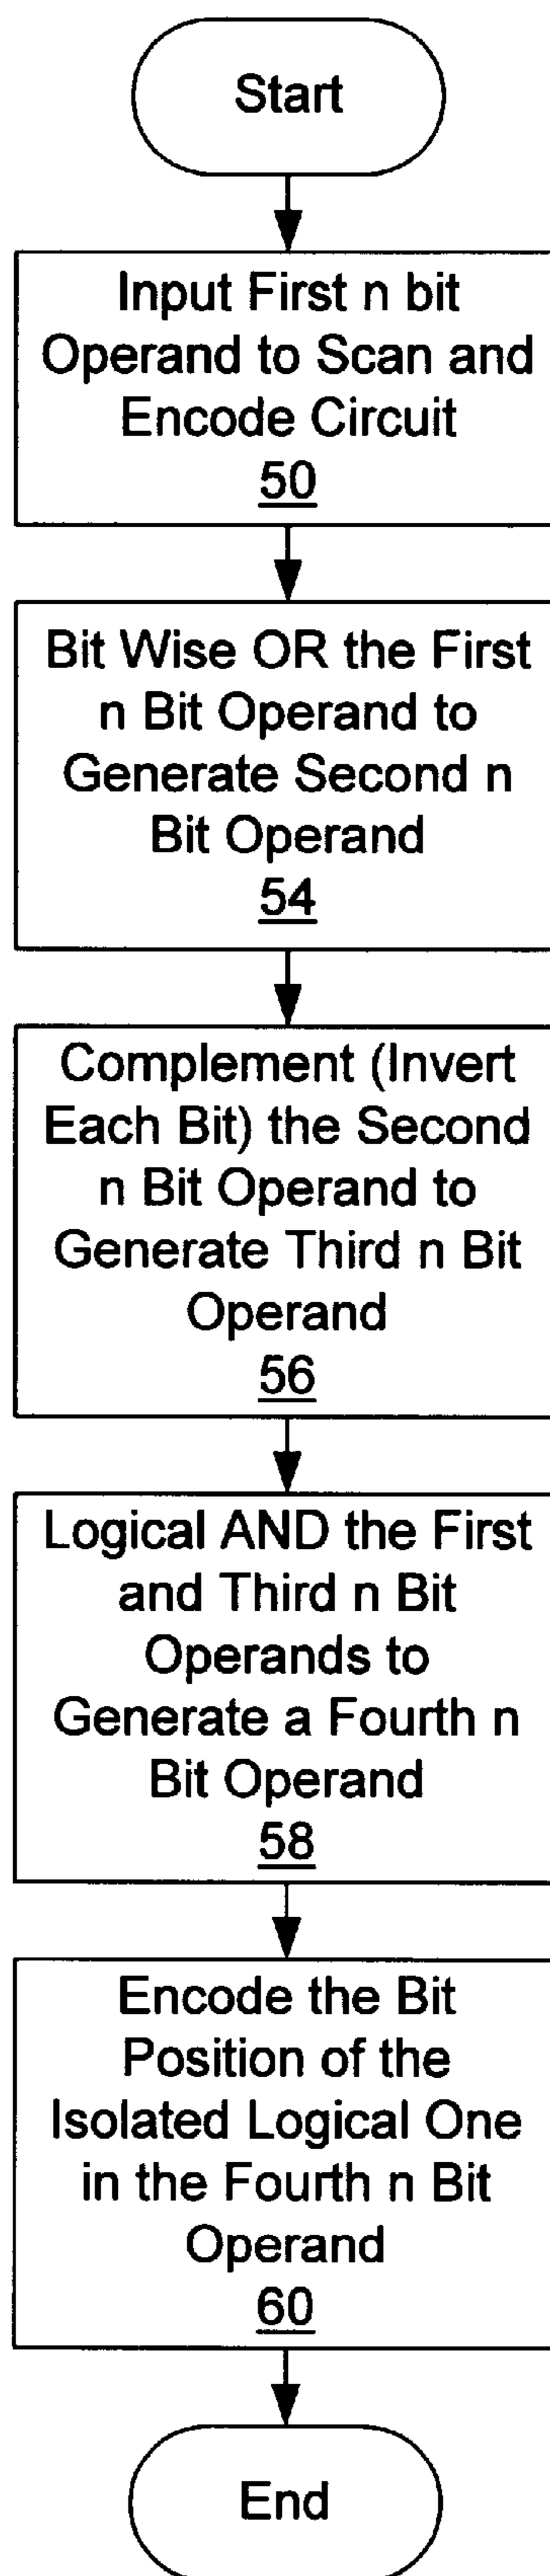 Start
Input First n bit
Operand to Scan and
Encode Circuit
50
Bit Wise OR the First
n Bit Operand to
Generate Second n
Bit Operand
54
Complement (Invert
Each Bit) the Second
n Bit Operand to
Generate Third n Bit
Operand
56
Logical AND the First
and Third n Bit
Operands to
Generate a Fourth n
Bit Operand
58
Encode the Bit
Position of the
Isolated Logical One
in the Fourth n Bit
Operand
60
End